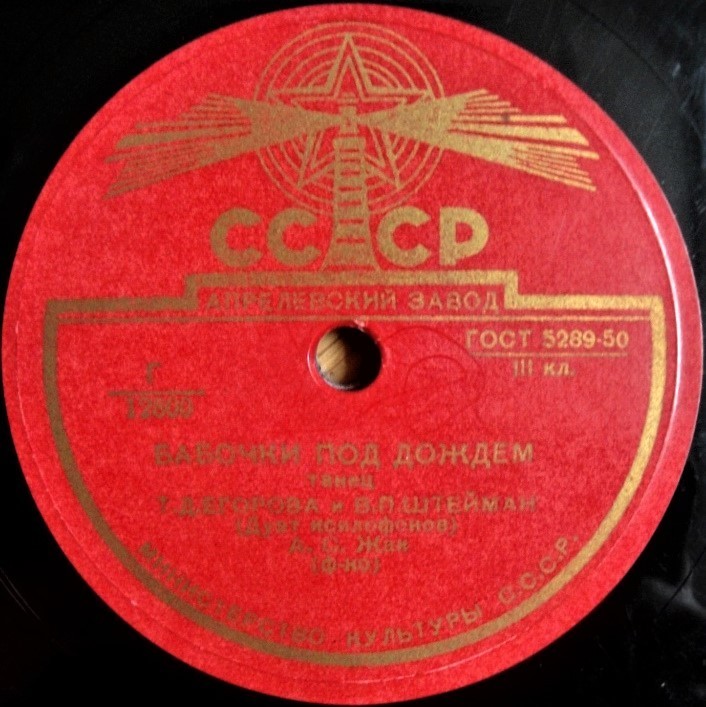 СССР
АПРЕЛЕВСКИЙ ЗАВОД
ГОСТ 5289-50
III кл.
Г
БАБОЧКИ ПОД ДОЖДЕМ
танец
Т.Д.ЕГОРОВА и В.П.ШТЕЙМАН
(Дуэт ксилофонов)
А. С. Жак
(ф-но)
МИНИСТЕРСТВО КУЛЬТУРЫ С.С.С.Р.